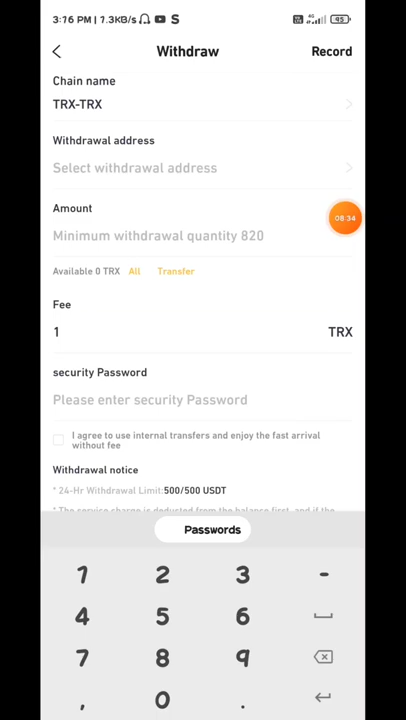 3:76 PM | 7.3KB/s S 4G 95
Withdraw Record
Chain name
TRX-TRX
Withdrawal address
Select withdrawal address
Amount
08:34
Minimum withdrawal quantity 820
Available 0 TRX All Transfer
Fee
1 TRX
security Password
Please enter security Password
I agree to use internal transfers and enjoy the fast arrival
without fee
Withdrawal notice
* 24-Hr Withdrawal Limit:500/500 USDT
* The service charge is deducted from the balance first, and if the
Passwords
1 2 3 -
4 5 6
7 8 9
, 0 .